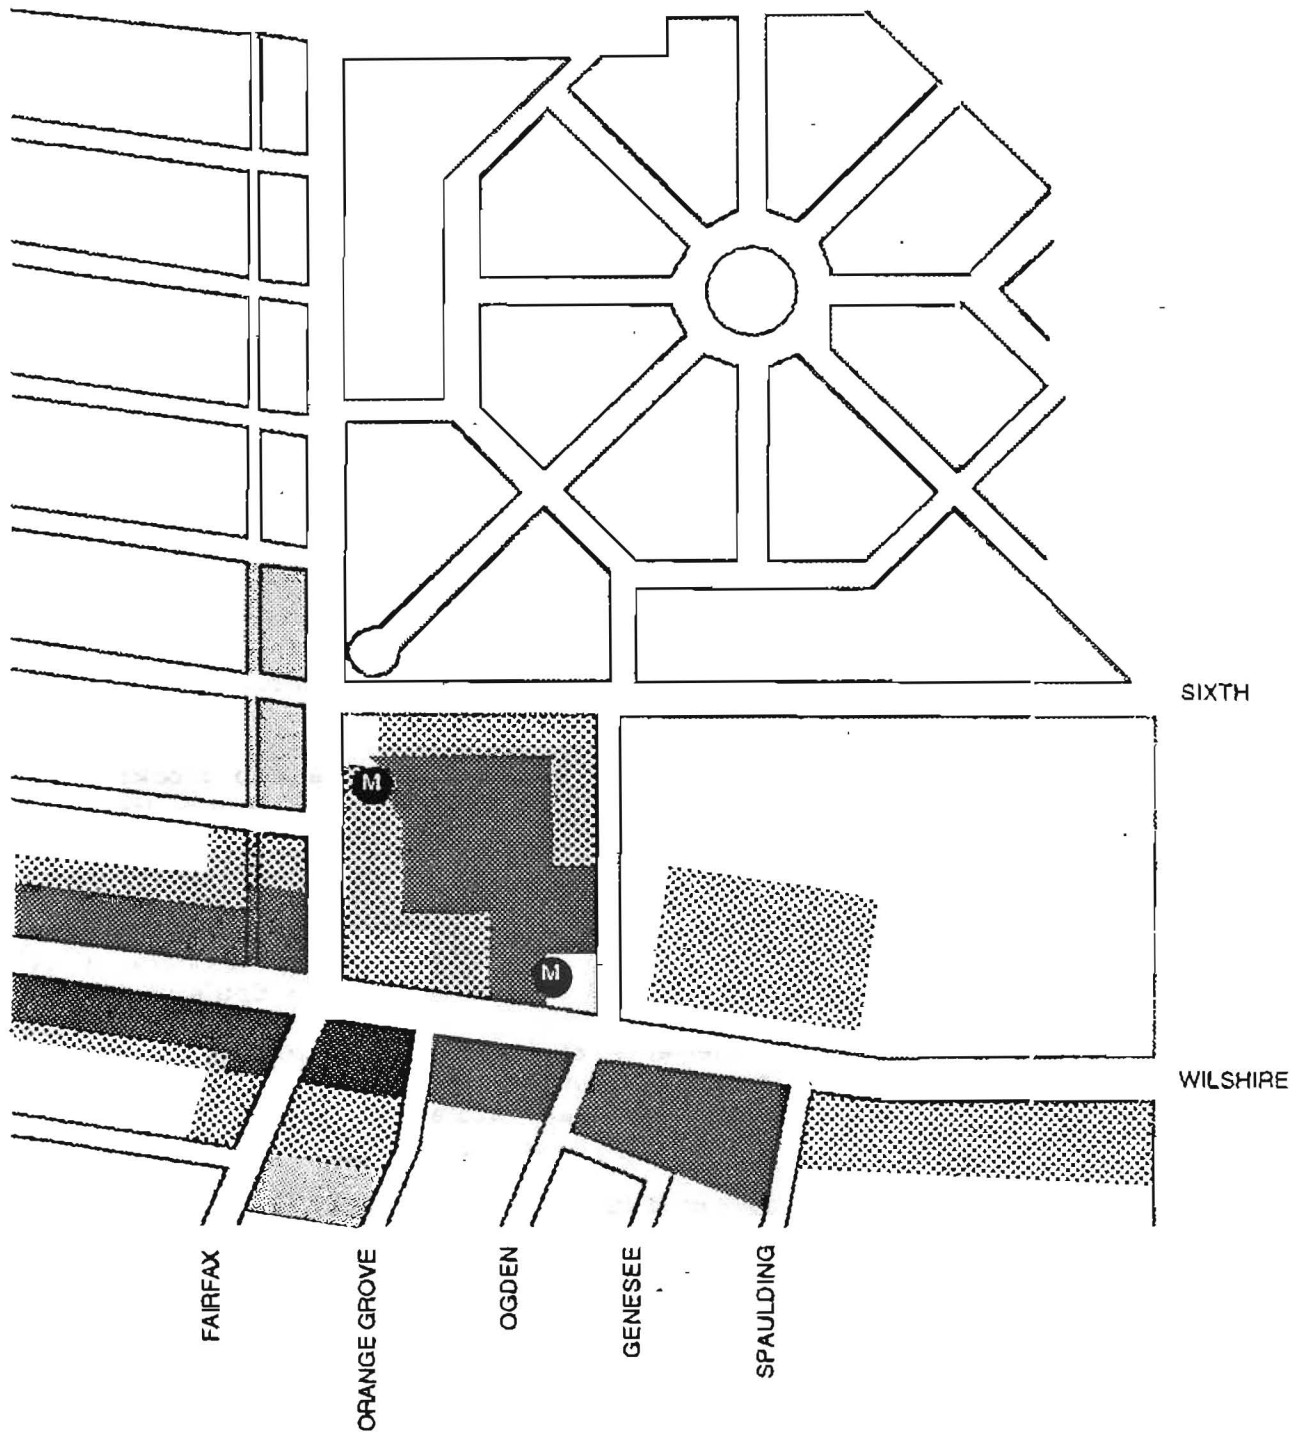 SIXTH
M
M
WILSHIRE
FAIRFAX
ORANGE GROVE
OGDEN
GENESEE
SPAULDING